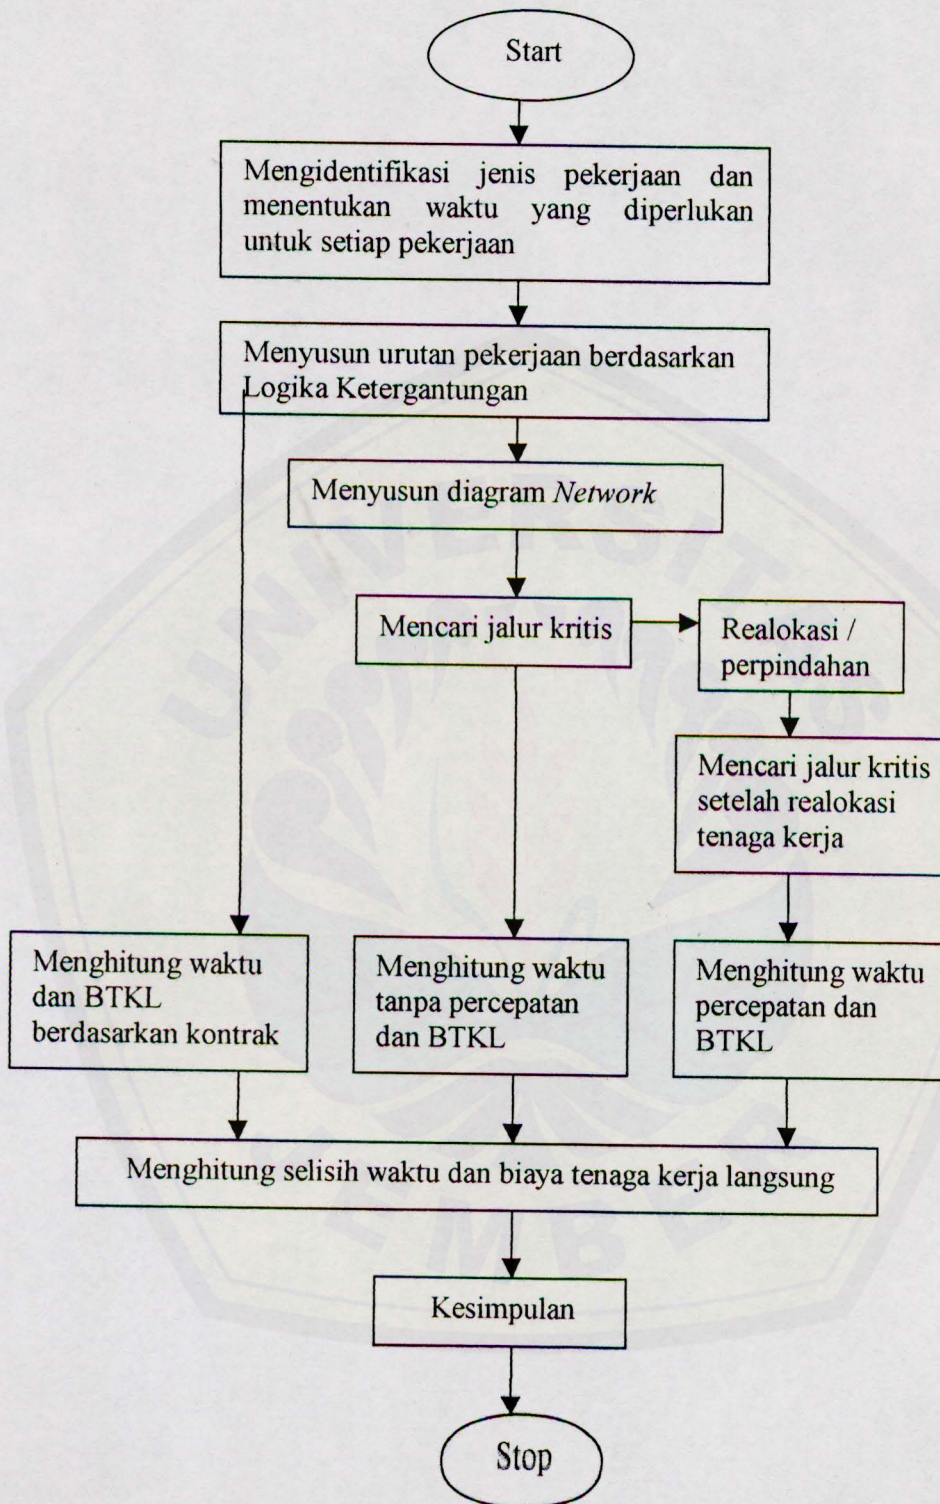 Start
Mengidentifikasi jenis pekerjaan dan
menentukan waktu yang diperlukan
untuk setiap pekerjaan
Menyusun urutan pekerjaan berdasarkan
Logika Ketergantungan
Menyusun diagram Network
Mencari jalur kritis
Realokasi /
perpindahan
Mencari jalur kritis
setelah realokasi
tenaga kerja
Menghitung waktu
dan BTKL
berdasarkan kontrak
Menghitung waktu
tanpa percepatan
dan BTKL
Menghitung waktu
percepatan dan
BTKL
Menghitung selisih waktu dan biaya tenaga kerja langsung
Kesimpulan
Stop
UNIVERSITAS
JEMBER